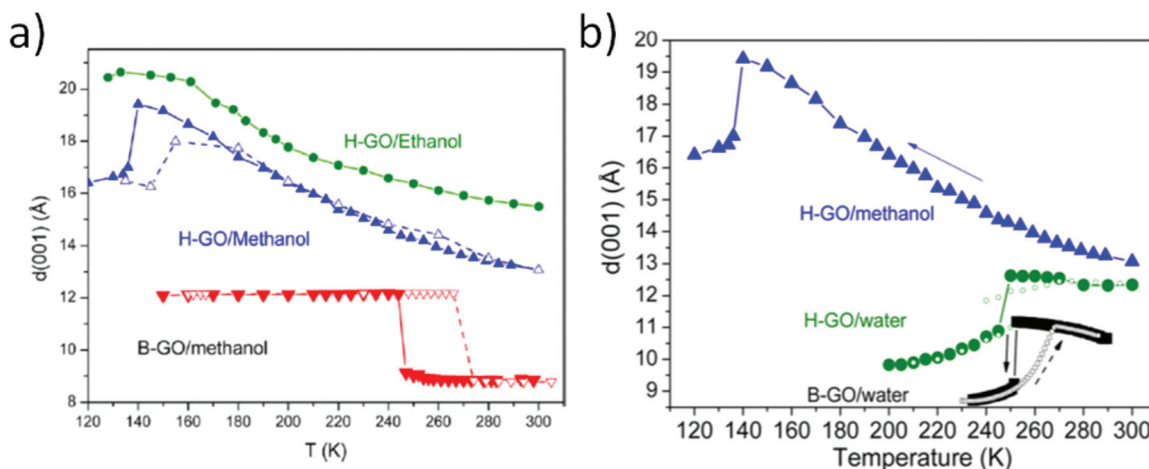 a)
20
18
16
14
12
10
8
d(001) (Å)
H-GO/Ethanol
H-GO/Methanol
B-GO/methanol
120 140 160 180 200 220 240 260 280 300
T (K)
b)
20
19
18
17
16
15
14
13
12
11
10
9
d(001) (Å)
H-GO/methanol
H-GO/water
B-GO/water
120 140 160 180 200 220 240 260 280 300
Temperature (K)